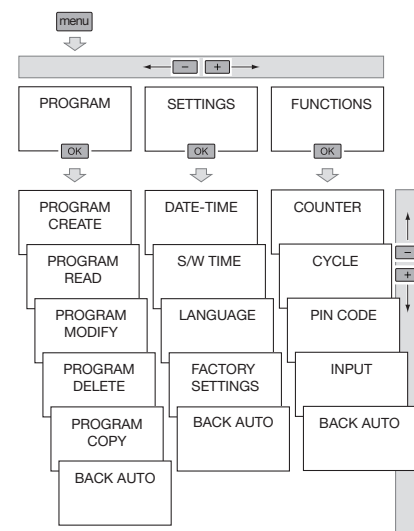 menu
− +
PROGRAM
SETTINGS
FUNCTIONS
OK
OK
OK
PROGRAM
CREATE
PROGRAM
READ
PROGRAM
MODIFY
PROGRAM
DELETE
PROGRAM
COPY
BACK AUTO
DATE-TIME
S/W TIME
LANGUAGE
FACTORY
SETTINGS
BACK AUTO
COUNTER
CYCLE
PIN CODE
INPUT
BACK AUTO
−
+